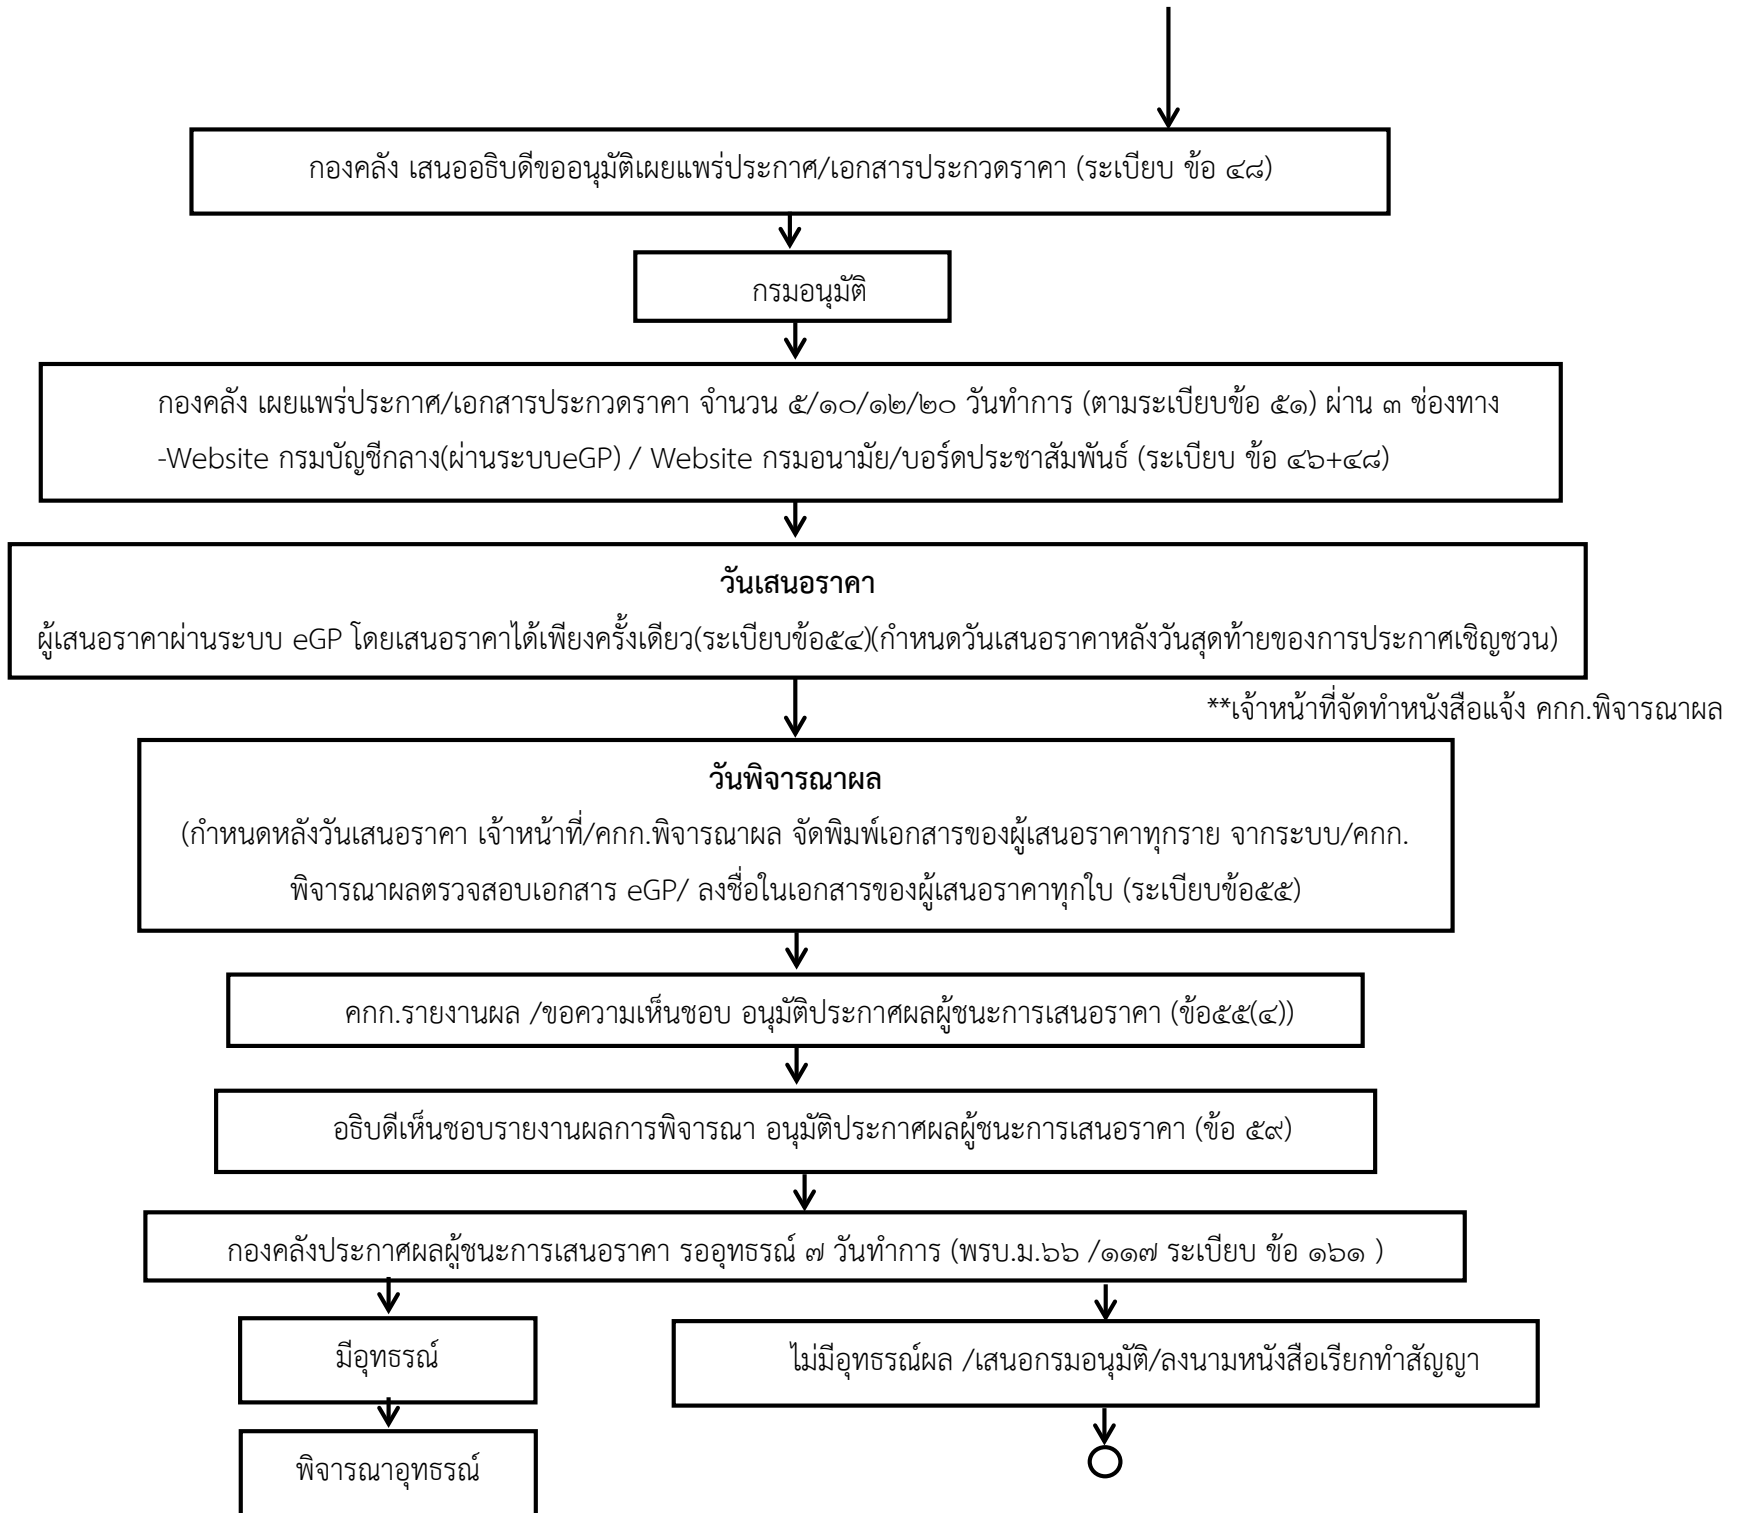 กองคลัง เสนออธิบดีขออนุมัติเผยแพร่ประกาศ/เอกสารประกวดราคา (ระเบียบ ข้อ ๔๘)
กรมอนุมัติ
กองคลัง เผยแพร่ประกาศ/เอกสารประกวดราคา จำนวน ๕/๑๐/๑๒/๒๐ วันทำการ (ตามระเบียบข้อ ๕๑) ผ่าน ๓ ช่องทาง
-Website กรมบัญชีกลาง(ผ่านระบบeGP) / Website กรมอนามัย/บอร์ดประชาสัมพันธ์ (ระเบียบ ข้อ ๔๖+๔๘)
วันเสนอราคา
ผู้เสนอราคาผ่านระบบ eGP โดยเสนอราคาได้เพียงครั้งเดียว(ระเบียบข้อ๕๔)(กำหนดวันเสนอราคาหลังวันสุดท้ายของการประกาศเชิญชวน)
**เจ้าหน้าที่จัดทำหนังสือแจ้ง คกก.พิจารณาผล
วันพิจารณาผล
(กำหนดหลังวันเสนอราคา เจ้าหน้าที่/คกก.พิจารณาผล จัดพิมพ์เอกสารของผู้เสนอราคาทุกราย จากระบบ/คกก.
พิจารณาผลตรวจสอบเอกสาร eGP/ ลงชื่อในเอกสารของผู้เสนอราคาทุกใบ (ระเบียบข้อ๕๕)
คกก.รายงานผล /ขอความเห็นชอบ อนุมัติประกาศผลผู้ชนะการเสนอราคา (ข้อ๕๕(๔))
อธิบดีเห็นชอบรายงานผลการพิจารณา อนุมัติประกาศผลผู้ชนะการเสนอราคา (ข้อ ๕๙)
กองคลังประกาศผลผู้ชนะการเสนอราคา รออุทธรณ์ ๗ วันทำการ (พรบ.ม.๖๖ /๑๑๗ ระเบียบ ข้อ ๑๖๑ )
มีอุทธรณ์
ไม่มีอุทธรณ์ผล /เสนอกรมอนุมัติ/ลงนามหนังสือเรียกทำสัญญา
พิจารณาอุทธรณ์